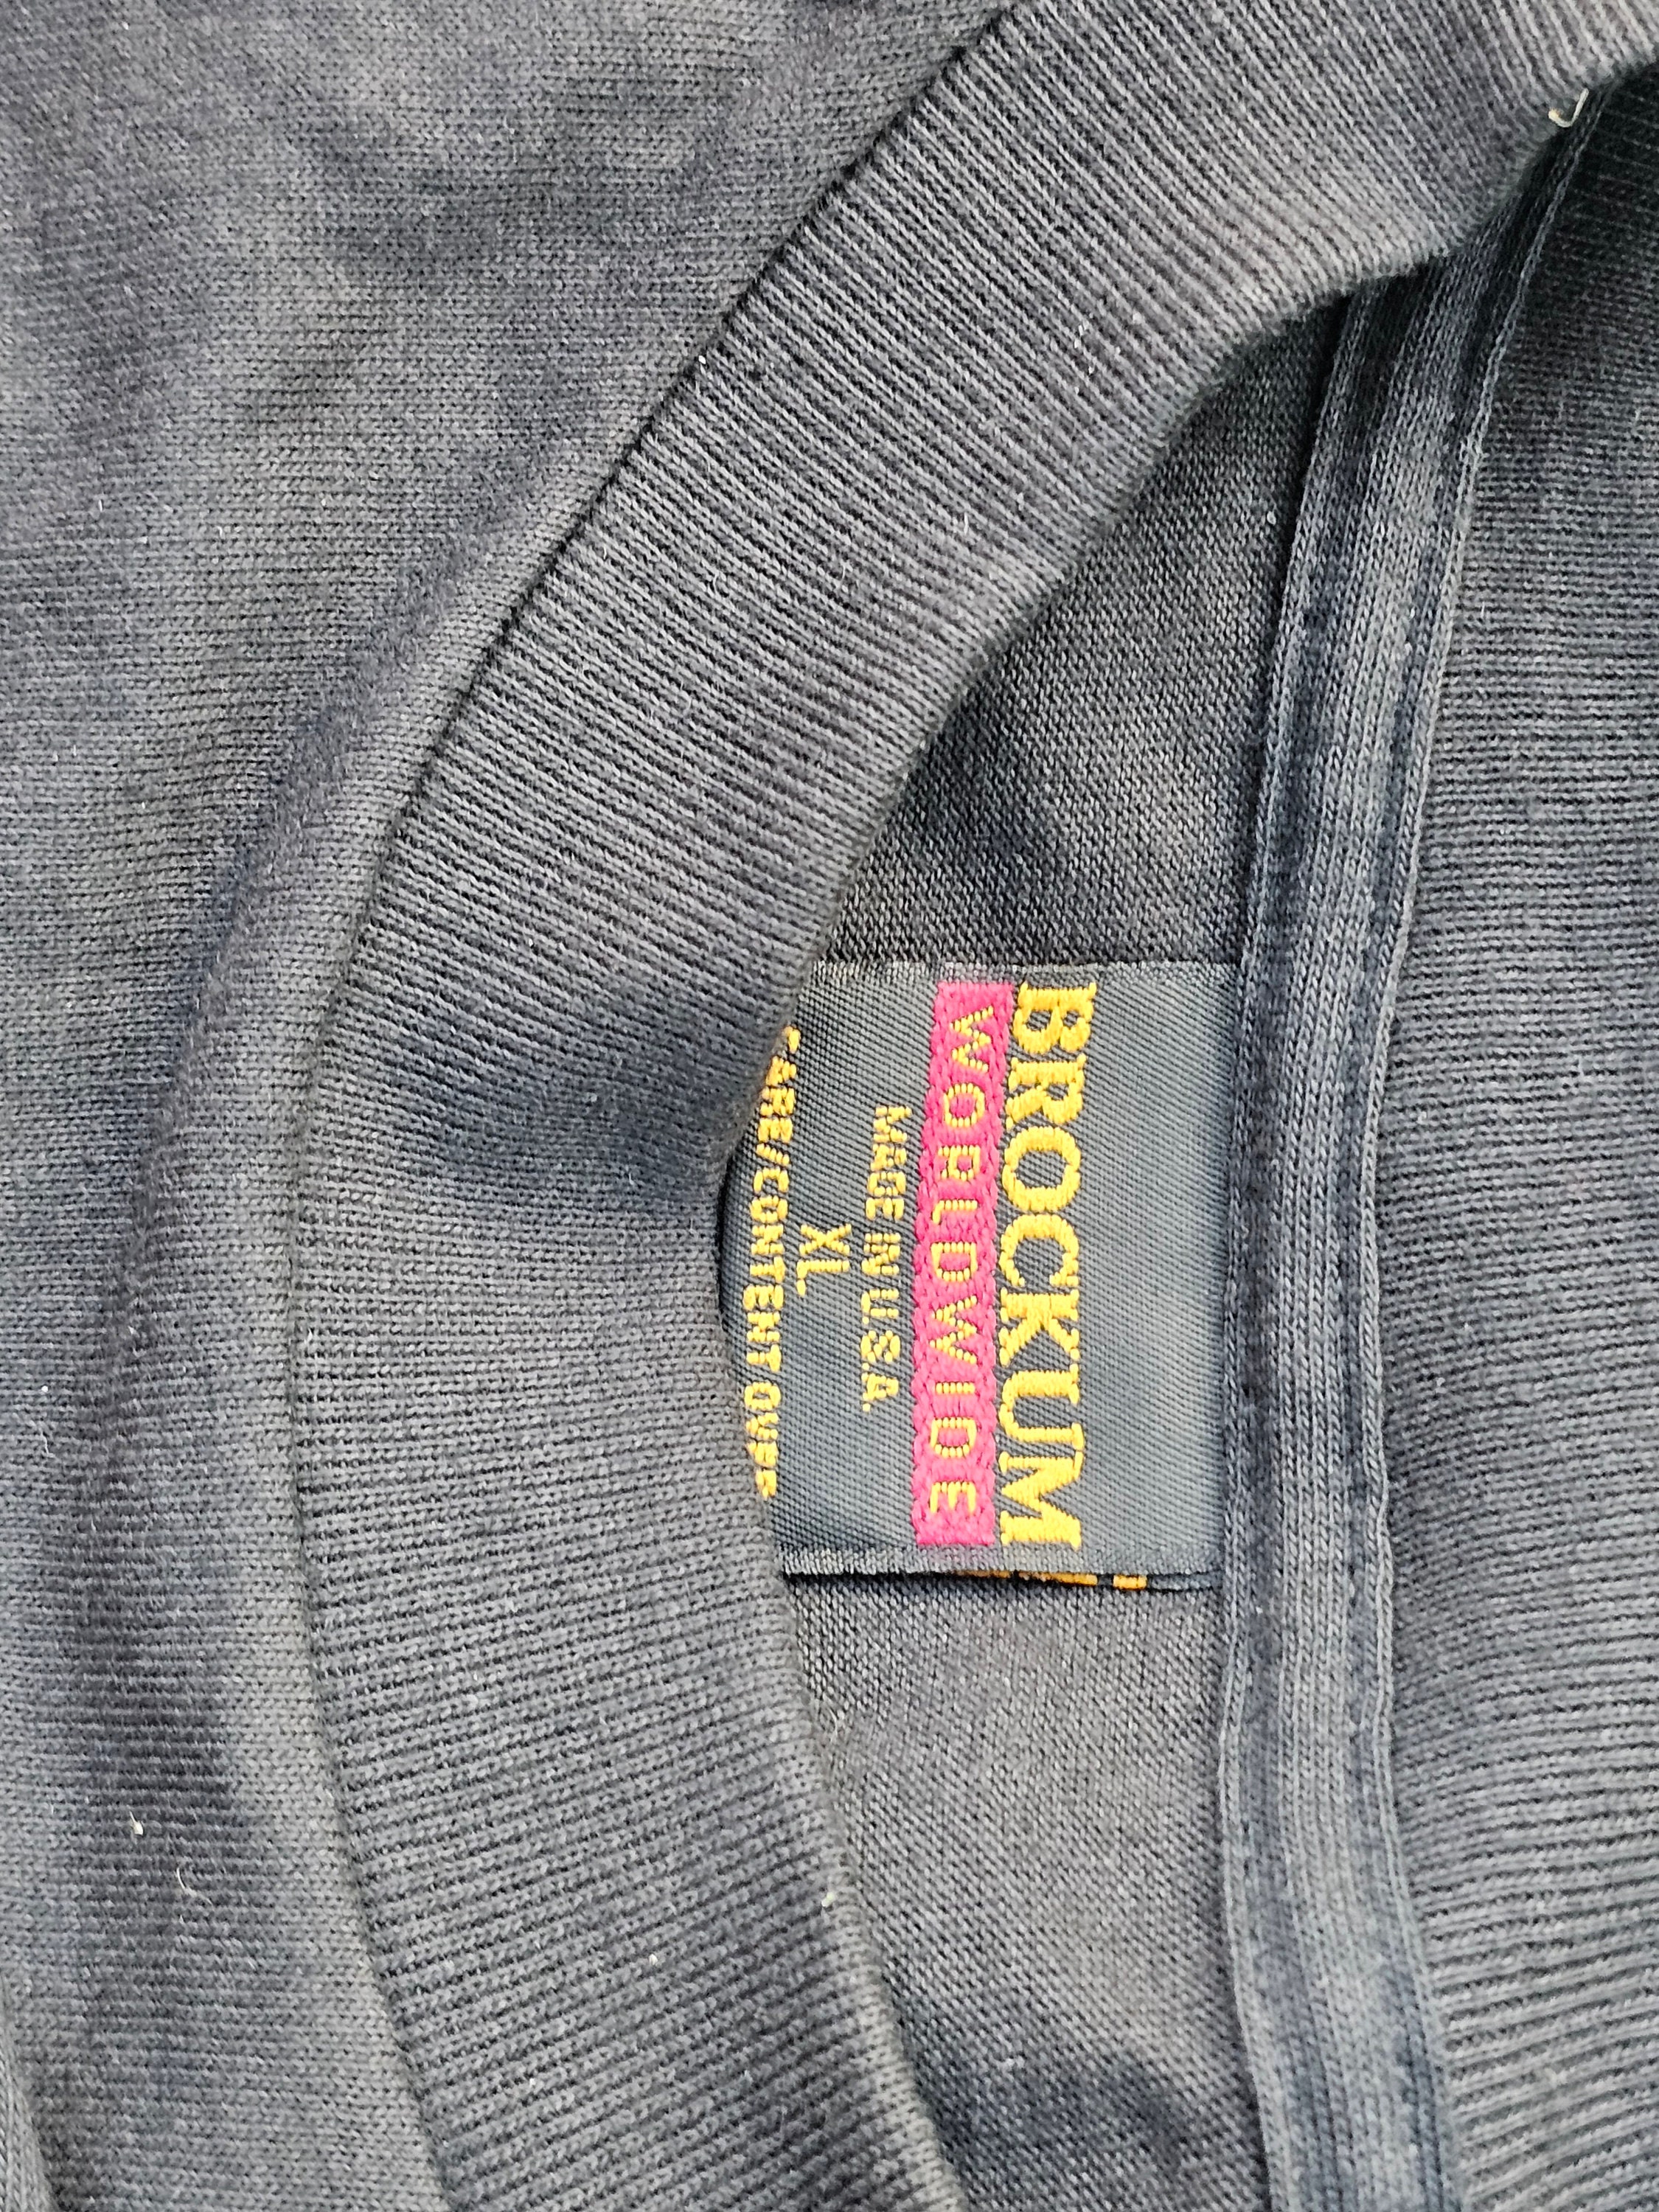 BROCKUM
WORLDWIDE
MADE IN U.S.A.
XL
CARE/CONTENT OVER